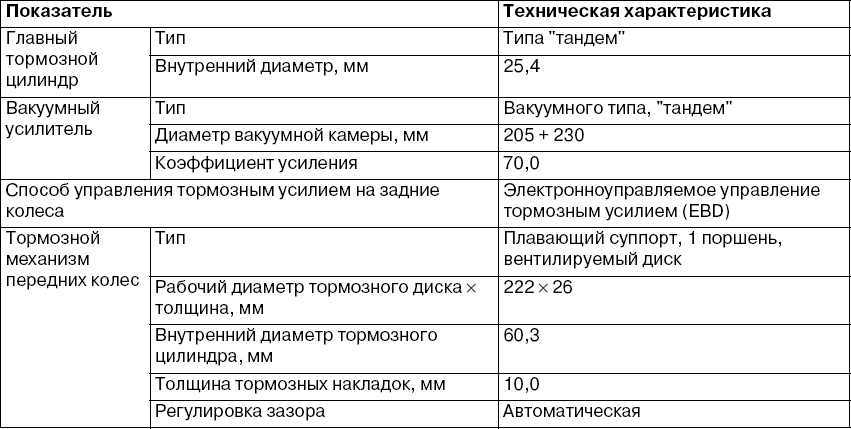 Показатель Техническая характеристика
Главный тормозной цилиндр Тип Типа "тандем"
Внутренний диаметр, мм 25,4
Вакуумный усилитель Тип Вакуумного типа, "тандем"
Диаметр вакуумной камеры, мм 205 + 230
Коэффициент усиления 70,0
Способ управления тормозным усилием на задние колеса Электронноуправляемое управление тормозным усилием (EBD)
Тормозной механизм передних колес Тип Плавающий суппорт, 1 поршень, вентилируемый диск
Рабочий диаметр тормозного диска × толщина, мм 222 × 26
Внутренний диаметр тормозного цилиндра, мм 60,3
Толщина тормозных накладок, мм 10,0
Регулировка зазора Автоматическая